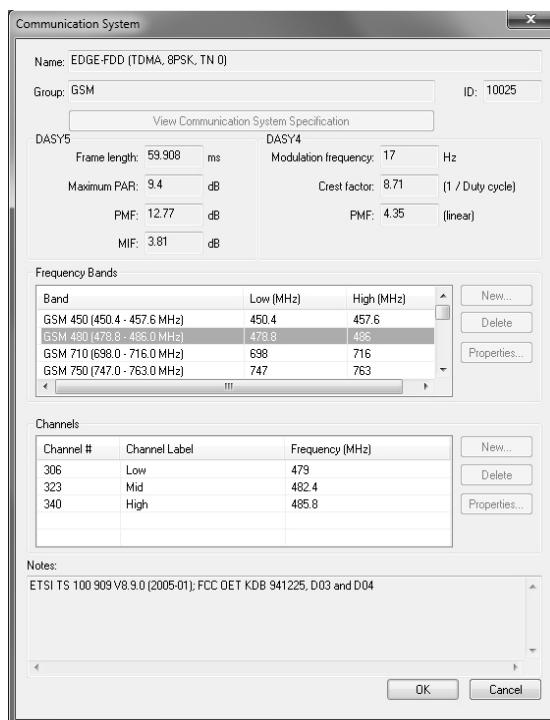 Communication System
Name: EDGE-FDD (TDMA, 8PSK, TN 0)
Group: GSM ID: 10025
View Communication System Specification
DASY5 DASY4
Frame length: 59.908 ms Modulation frequency: 17 Hz
Maximum PAR: 9.4 dB Crest factor: 8.71 (1 / Duty cycle)
PMF: 12.77 dB PMF: 4.35 (linear)
MIF: 3.81 dB
Frequency Bands
Band Low (MHz) High (MHz) New...
GSM 450 (450.4 - 457.6 MHz) 450.4 457.6
GSM 480 (478.8 - 486.0 MHz) 478.8 486 Delete
GSM 710 (698.0 - 716.0 MHz) 698 716 Properties...
GSM 750 (747.0 - 763.0 MHz) 747 763
Channels
Channel # Channel Label Frequency (MHz) New...
306 Low 479 Delete
323 Mid 482.4
340 High 485.8 Properties...
Notes:
ETSI TS 100 909 V8.9.0 (2005-01); FCC OET KDB 941225, D03 and D04
OK Cancel